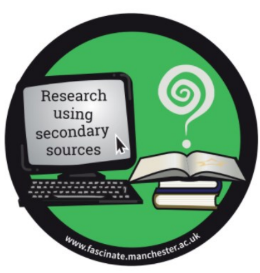 Research
using
secondary
sources
?
www.fascinate.manchester.ac.uk